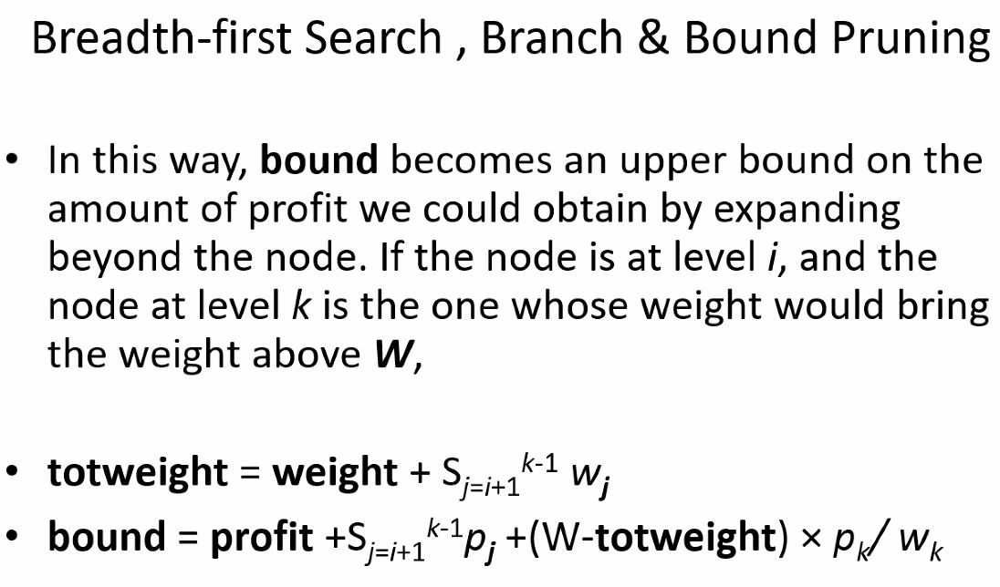 Breadth-first Search , Branch & Bound Pruning
• In this way, bound becomes an upper bound on the
amount of profit we could obtain by expanding
beyond the node. If the node is at level i, and the
node at level k is the one whose weight would bring
the weight above W,
• totweight = weight + S_{j=i+1}^{k-1} w_j
• bound = profit +S_{j=i+1}^{k-1}p_j +(W-totweight) × p_k/ w_k